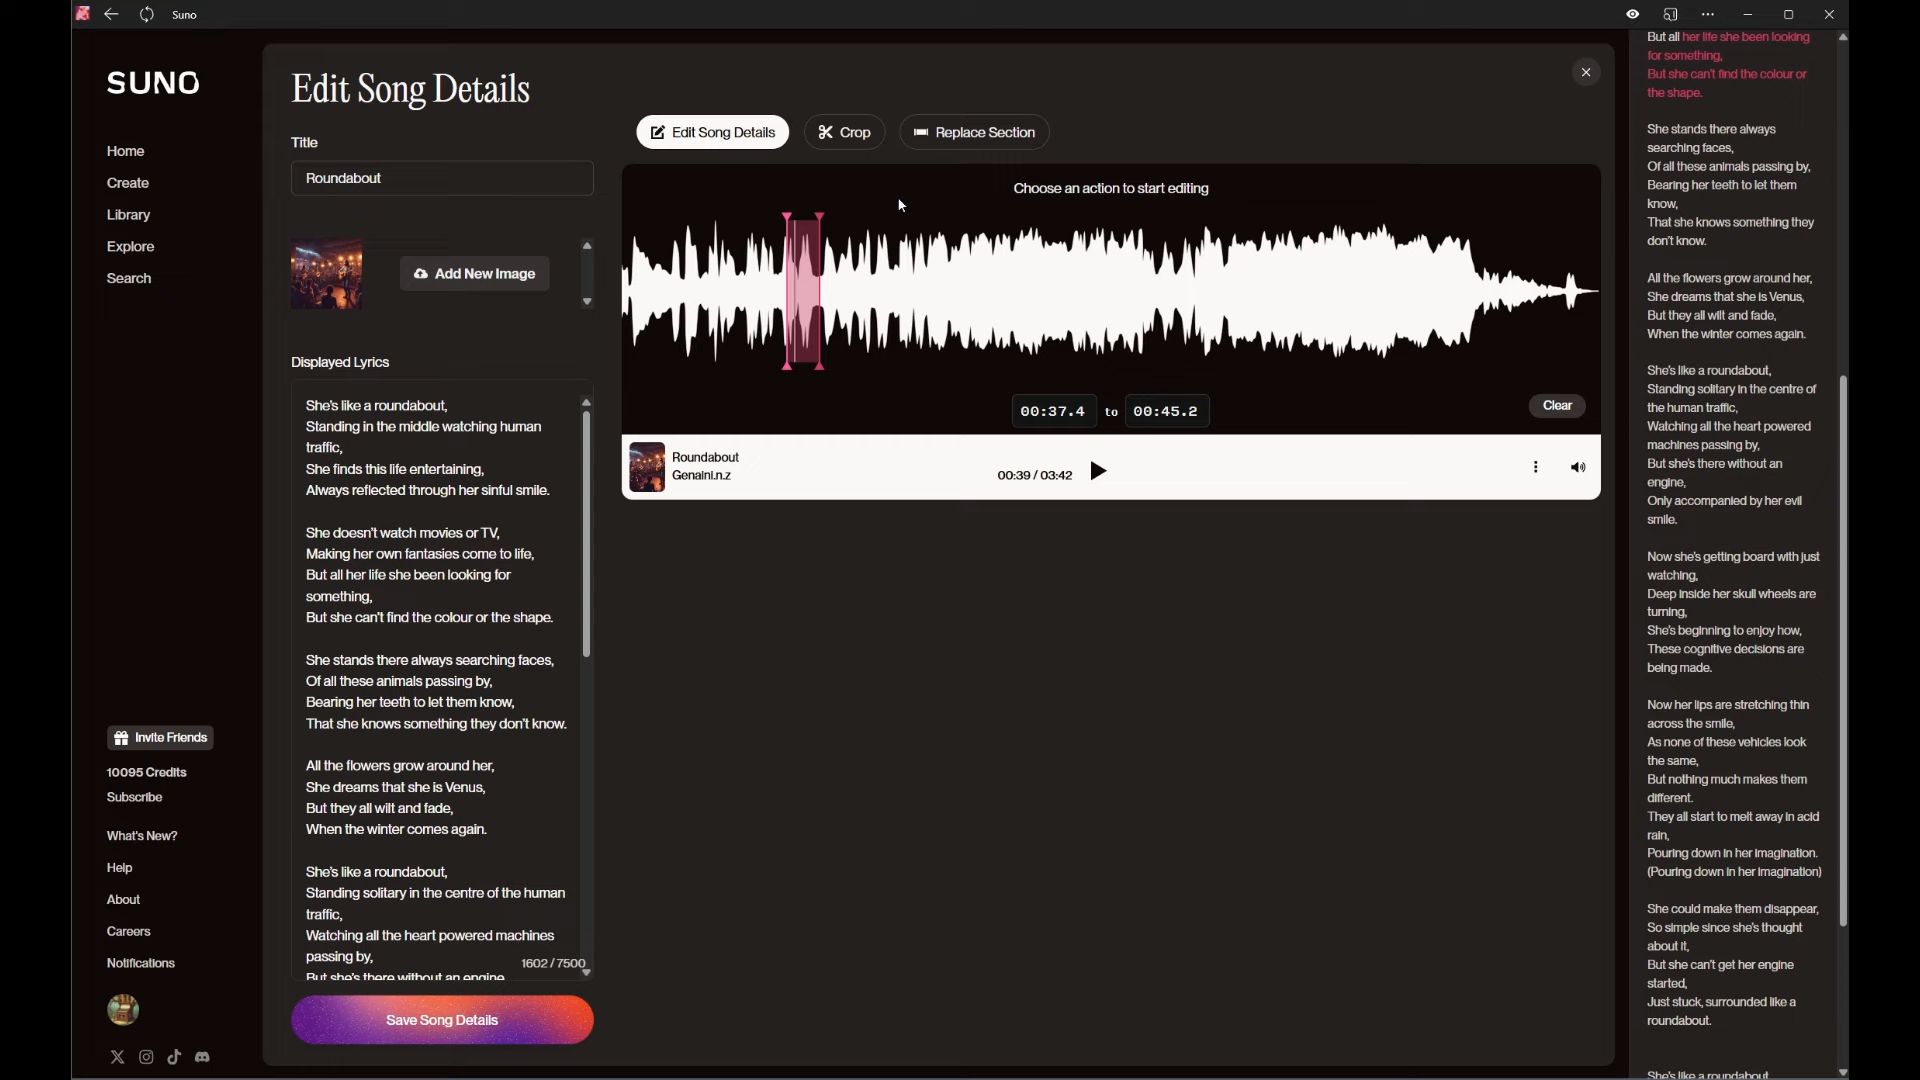 Suno
SUNO
Home
Create
Library
Explore
Search
Invite Friends
10095 Credits
Subscribe
What's New?
Help
About
Careers
Notifications
Edit Song Details
Title
Roundabout
Add New Image
Displayed Lyrics
She's like a roundabout,
Standing in the middle watching human
traffic,
She finds this life entertaining,
Always reflected through her sinful smile.
She doesn't watch movies or TV,
Making her own fantasies come to life,
But all her life she been looking for
something,
But she can't find the colour or the shape.
She stands there always searching faces,
Of all these animals passing by,
Bearing her teeth to let them know,
That she knows something they don't know.
All the flowers grow around her,
She dreams that she is Venus,
But they all wilt and fade,
When the winter comes again.
She's like a roundabout,
Standing solitary in the centre of the human
traffic,
Watching all the heart powered machines
passing by,
But she's there without an engine
1602 / 7500
Save Song Details
Edit Song Details
Crop
Replace Section
Choose an action to start editing
00:37.4 to 00:45.2
Clear
Roundabout
Genaini.n.z
00:39 / 03:42
But all her life she been looking
for something,
But she can't find the colour or
the shape.
She stands there always
searching faces,
Of all these animals passing by,
Bearing her teeth to let them
know,
That she knows something they
don't know.
All the flowers grow around her,
She dreams that she is Venus,
But they all wilt and fade,
When the winter comes again.
She's like a roundabout,
Standing solitary in the centre of
the human traffic,
Watching all the heart powered
machines passing by,
But she's there without an
engine,
Only accompanied by her evil
smile.
Now she's getting board with just
watching,
Deep inside her skull wheels are
turning,
She's beginning to enjoy how,
These cognitive decisions are
being made.
Now her lips are stretching thin
across the smile,
As none of these vehicles look
the same,
But nothing much makes them
different.
They all start to melt away in acid
rain,
Pouring down in her imagination.
(Pouring down in her imagination)
She could make them disappear,
So simple since she's thought
about it,
But she can't get her engine
started,
Just stuck, surrounded like a
roundabout.
She's like a roundabout